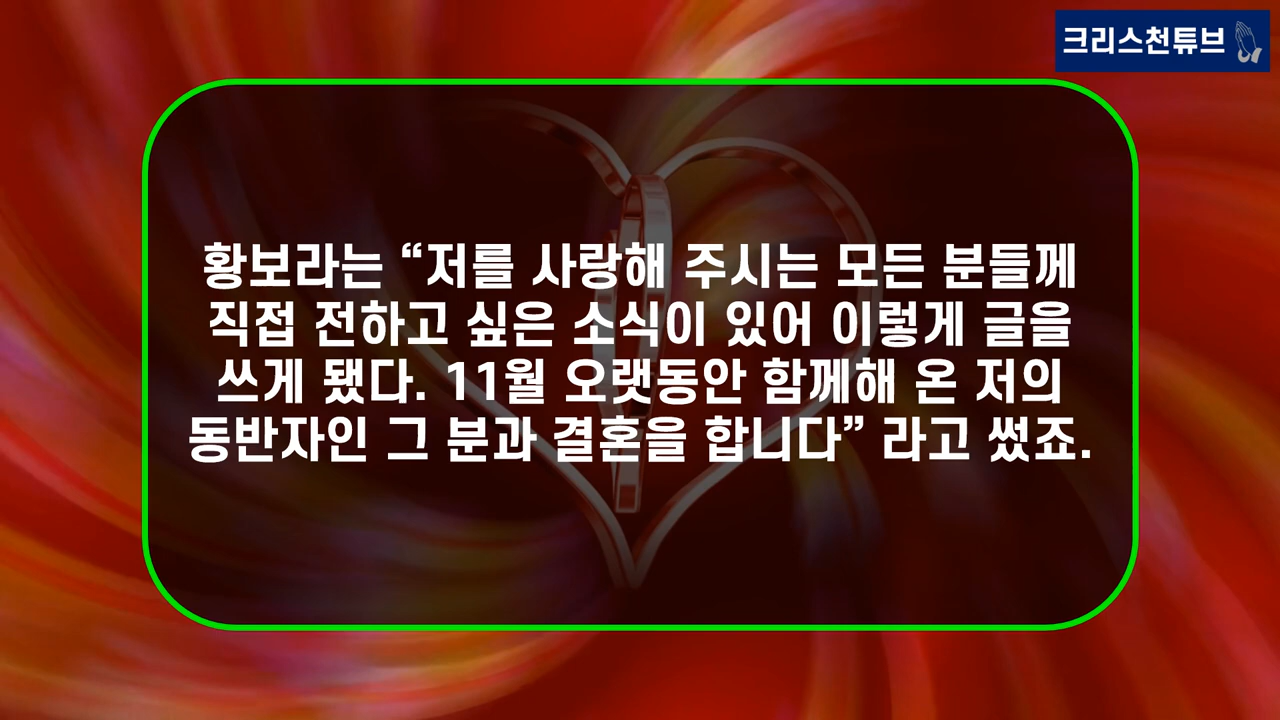 크리스천튜브
황보라는 “저를 사랑해 주시는 모든 분들께
직접 전하고 싶은 소식이 있어 이렇게 글을
쓰게 됐다. 11월 오랫동안 함께해 온 저의
동반자인 그 분과 결혼을 합니다” 라고 썼죠.